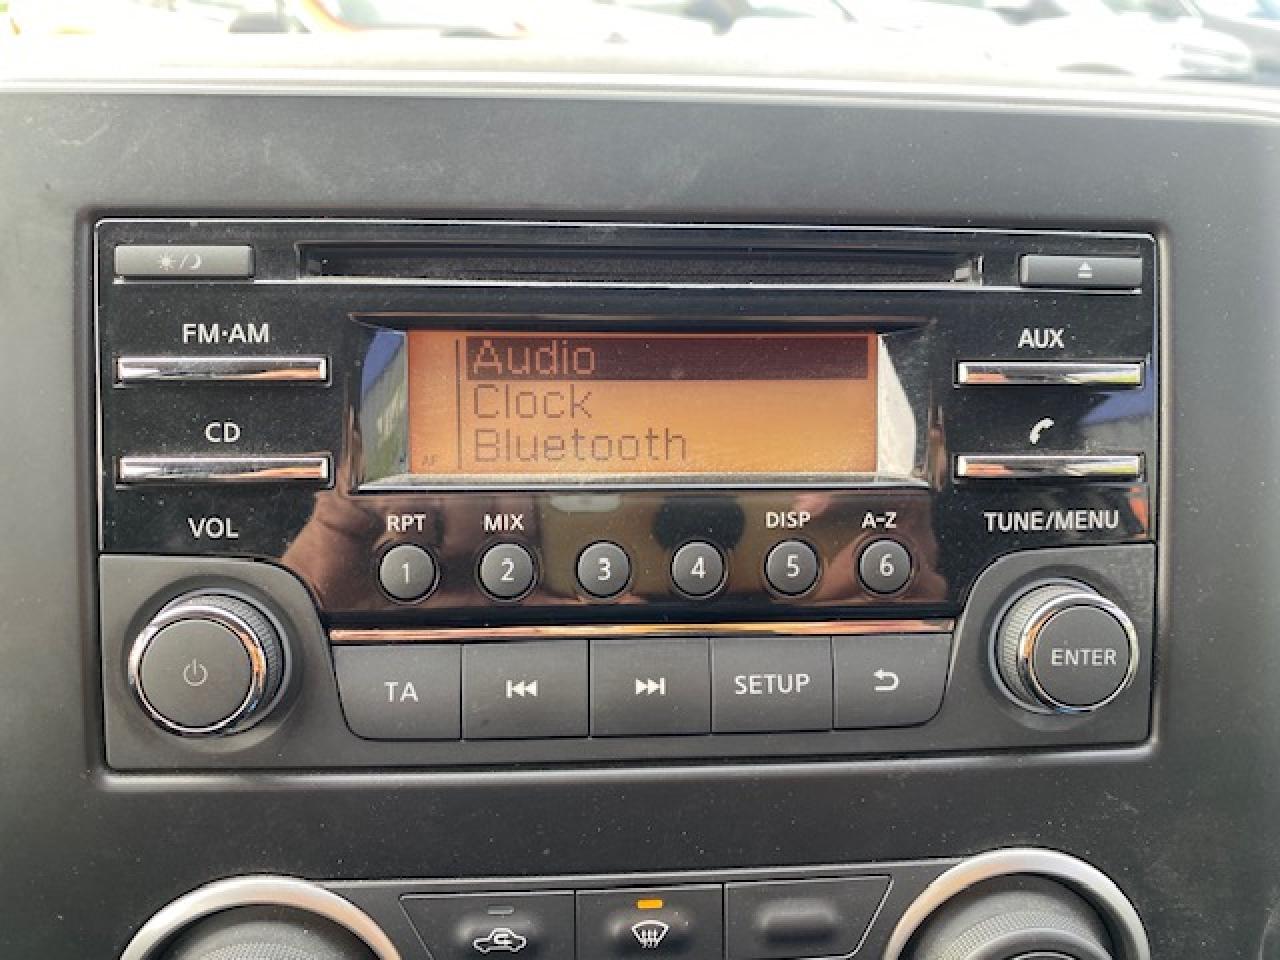 FM·AM
AUX
Audio
Clock
Bluetooth
AF
CD
VOL
RPT
MIX
DISP
A-Z
TUNE/MENU
1
2
3
4
5
6
TA
SETUP
ENTER